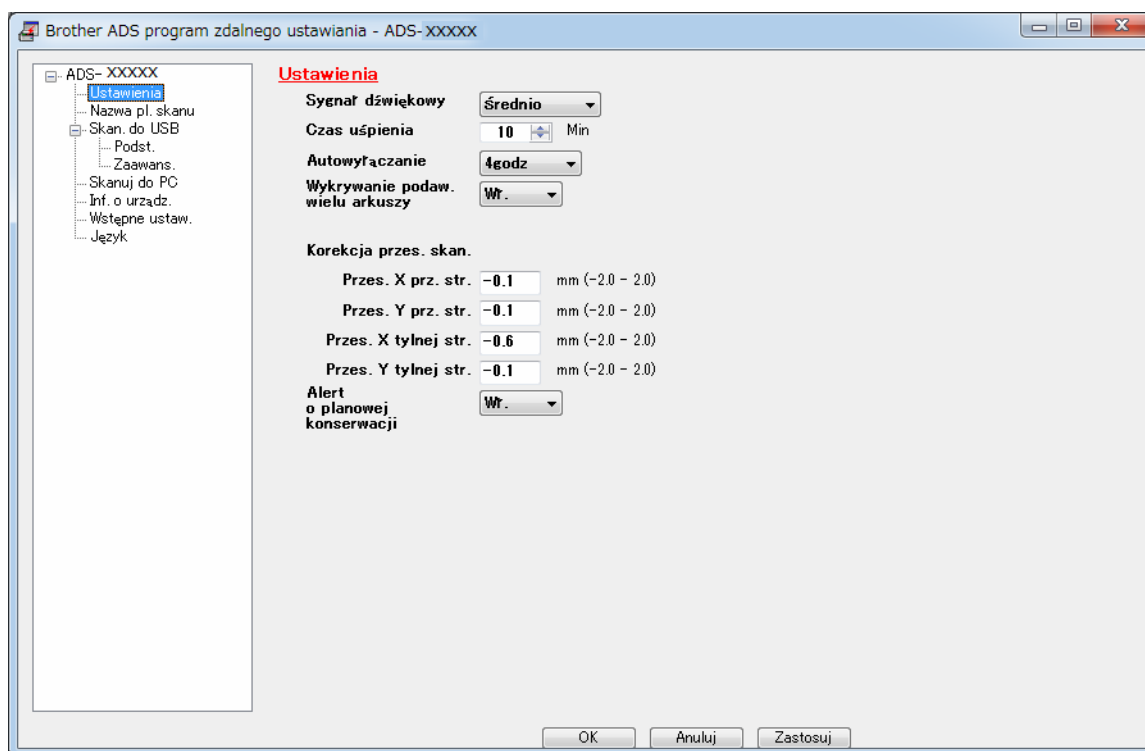 Brother ADS program zdalnego ustawiania - ADS- XXXXX
ADS- XXXXX
Ustawienia
Nazwa pl. skanu
Skan. do USB
Podst.
Zaawans.
Skanuj do PC
Inf. o urządz.
Wstępne ustaw.
Język
Ustawienia
Sygnał dźwiękowy Średnio
Czas uśpienia 10 Min
Autowyłączanie 4godz
Wykrywanie podaw.
wielu arkuszy Wł.
Korekcja przes. skan.
Przes. X prz. str. -0.1 mm (-2.0 - 2.0)
Przes. Y prz. str. -0.1 mm (-2.0 - 2.0)
Przes. X tylnej str. -0.6 mm (-2.0 - 2.0)
Przes. Y tylnej str. -0.1 mm (-2.0 - 2.0)
Alert
o planowej
konserwacji Wł.
OK Anuluj Zastosuj